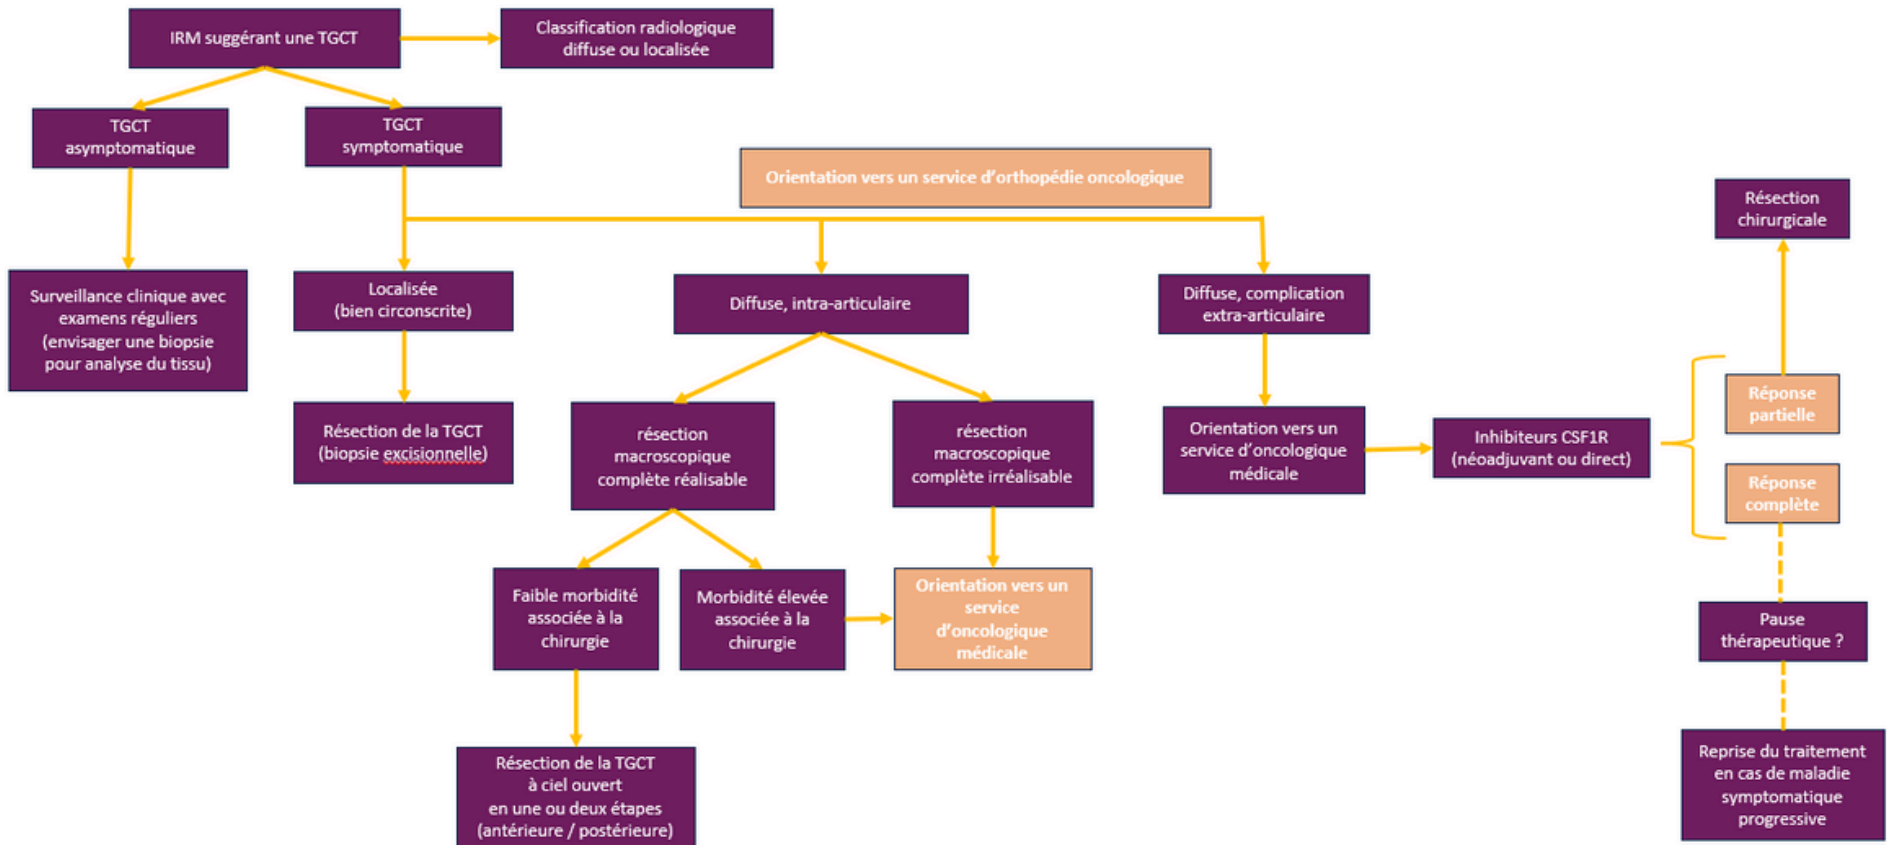 IRM suggérant une TGCT
Classification radiologique
diffuse ou localisée
TGCT
asymptomatique
TGCT
symptomatique
Orientation vers un service d'orthopédie oncologique
Surveillance clinique avec
examens réguliers
(envisager une biopsie
pour analyse du tissu)
Localisée
(bien circonscrite)
Diffuse, intra-articulaire
Diffuse, complication
extra-articulaire
Résection de la TGCT
(biopsie excisionnelle)
résection
macroscopique
complète réalisable
résection
macroscopique
complète irréalisable
Orientation vers un
service d'oncologique
médicale
Inhibiteurs CSF1R
(néoadjuvant ou direct)
Résection
chirurgicale
Réponse
partielle
Réponse
complète
Faible morbidité
associée à la
chirurgie
Morbidité élevée
associée à la
chirurgie
Orientation vers un
service
d'oncologique
médicale
Pause
thérapeutique ?
Résection de la TGCT
à ciel ouvert
en une ou deux étapes
(antérieure / postérieure)
Reprise du traitement
en cas de maladie
symptomatique
progressive